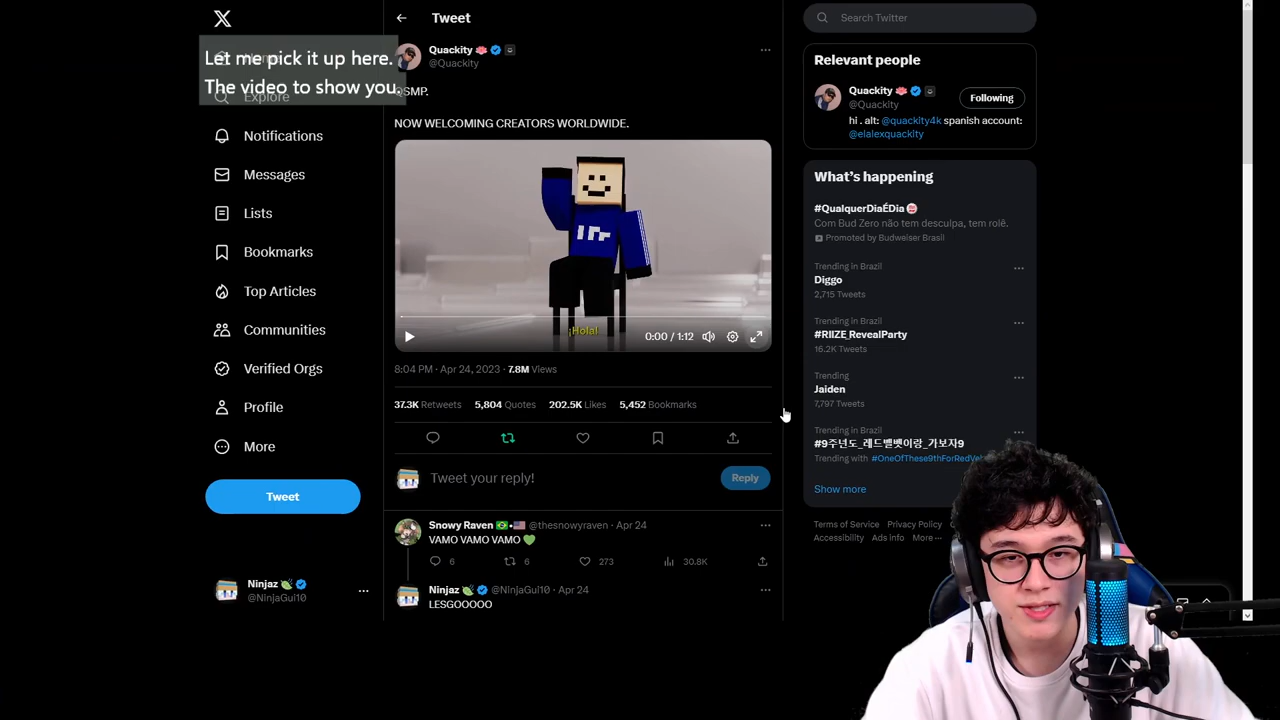 Let me pick it up here.
The video to show you.
Explore
Notifications
Messages
Lists
Bookmarks
Top Articles
Communities
Verified Orgs
Profile
More
Tweet
Ninjaz
@NinjaGui10
Tweet
Quackity
@Quackity
QSMP.
NOW WELCOMING CREATORS WORLDWIDE.
¡Hola!
0:00 / 1:12
8:04 PM · Apr 24, 2023 · 7.8M Views
37.3K Retweets 5,804 Quotes 202.5K Likes 5,452 Bookmarks
Tweet your reply!
Reply
Snowy Raven 🇧🇷•🇺🇸 @thesnowyraven · Apr 24
VAMO VAMO VAMO 💚
6 6 273 30.8K
Ninjaz @NinjaGui10 · Apr 24
LESGOOOOO
Search Twitter
Relevant people
Quackity
@Quackity
Following
hi . alt: @quackity4k spanish account:
@elalexquackity
What's happening
#QualquerDiaÉDia
Com Bud Zero não tem desculpa, tem rolê.
Promoted by Budweiser Brasil
Trending in Brazil
Diggo
2,715 Tweets
Trending in Brazil
#RIIZE_RevealParty
16.2K Tweets
Trending
Jaiden
7,797 Tweets
Trending in Brazil
#9주년도_레드벨벳이랑_가보자9
Trending with
Show more
Terms of Service Privacy Policy
Accessibility Ads info More ···